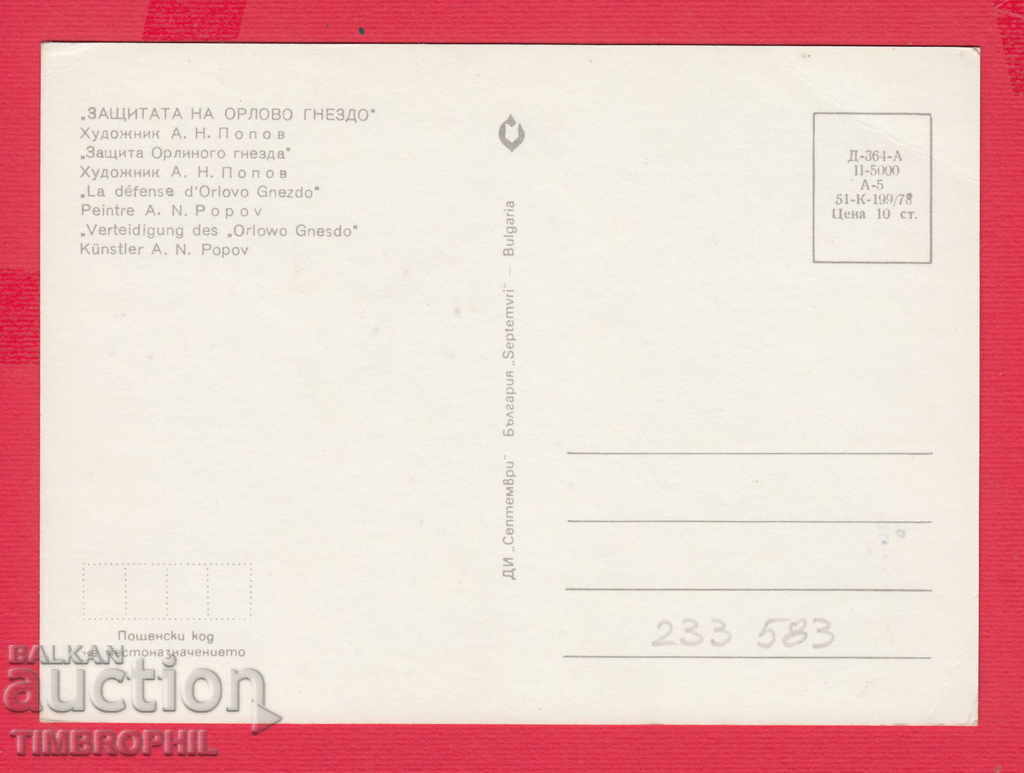 „ЗАЩИТАТА НА ОРЛОВО ГНЕЗДО"
Художник А. Н. Попов
„Защита Орлиного гнезда"
Художник А. Н. Попов
„La défense d'Orlovo Gnezdo"
Peintre A. N. Popov
„Verteidigung des „Orlowo Gnesdo"
Künstler A. N. Popov
ДИ „Септември" България „Septemvri" – Bulgaria
Д-364-А
II-5000
А-5
51-К-199/78
Цена 10 ст.
233 583
Пощенски код
на местоназначението
BALKAN
auction
TIMBROPHIL